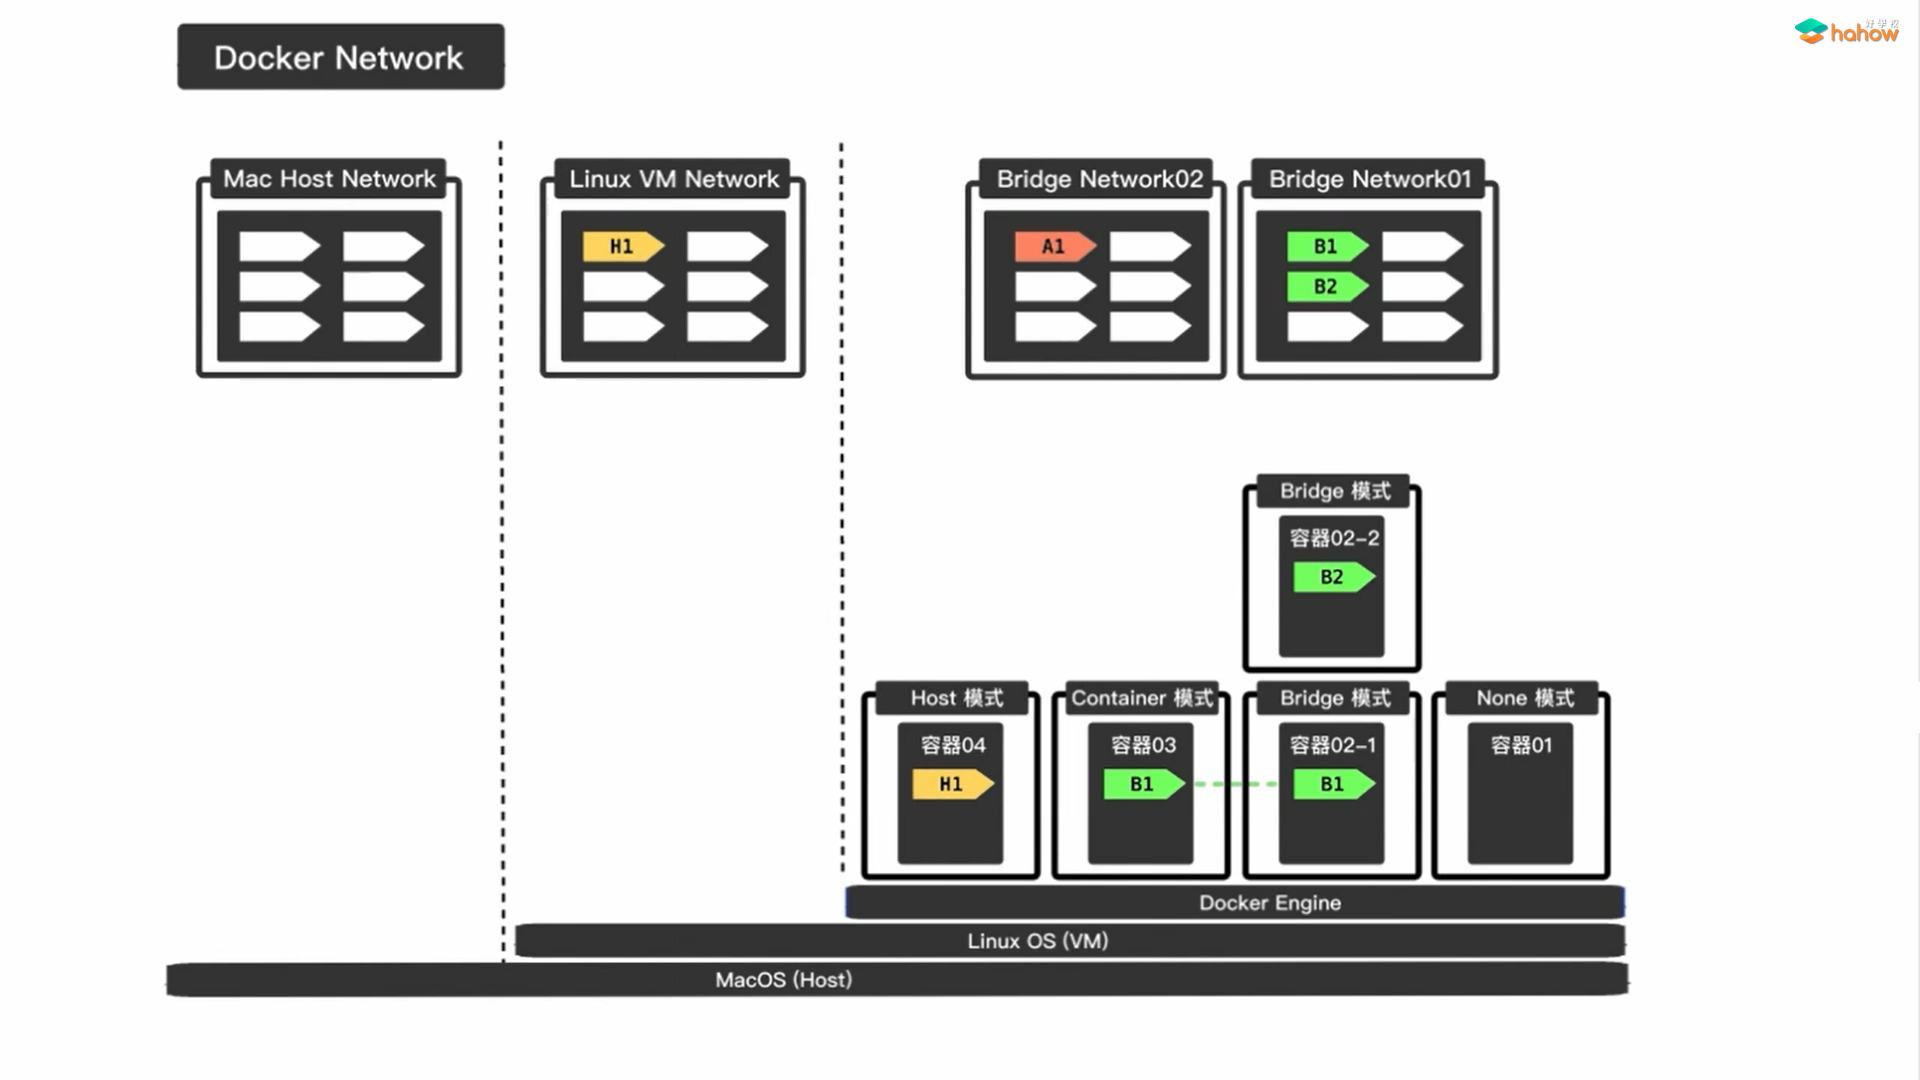 Docker Network
好學校
hahow
Mac Host Network
Linux VM Network
Bridge Network02
Bridge Network01
H1
A1
B1
B2
Bridge 模式
容器02-2
B2
Host 模式
Container 模式
Bridge 模式
None 模式
容器04
容器03
容器02-1
容器01
H1
B1
B1
Docker Engine
Linux OS (VM)
MacOS (Host)